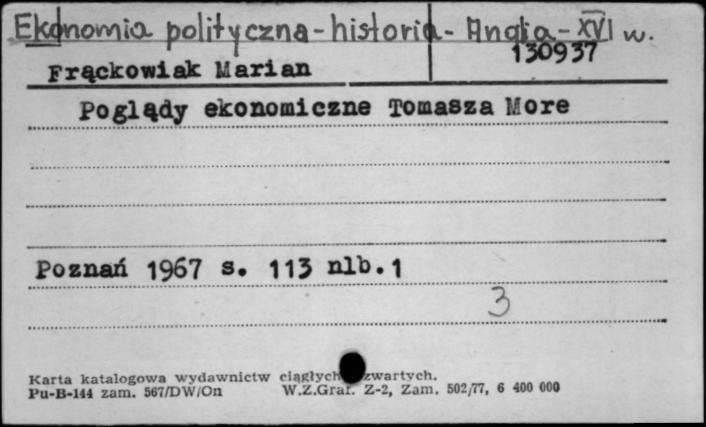 Ekonomia polityczna - historia - Anglia - XVI w.
130937
Frąckowiak Marian
Poglądy ekonomiczne Tomasza More
Poznań 1967 s. 113 nlb.1
3
Karta katalogowa wydawnictw ciągłych zwartych.
Pu-B-144 zam. 567/DW/On W.Z.Graf. Z-2, Zam. 502/77, 6 400 000